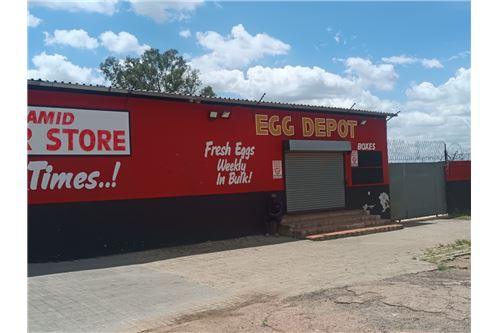 AMID
R STORE
Times..!
EGG DEPOT
Fresh Eggs
Weekly
In Bulk!
BOXES